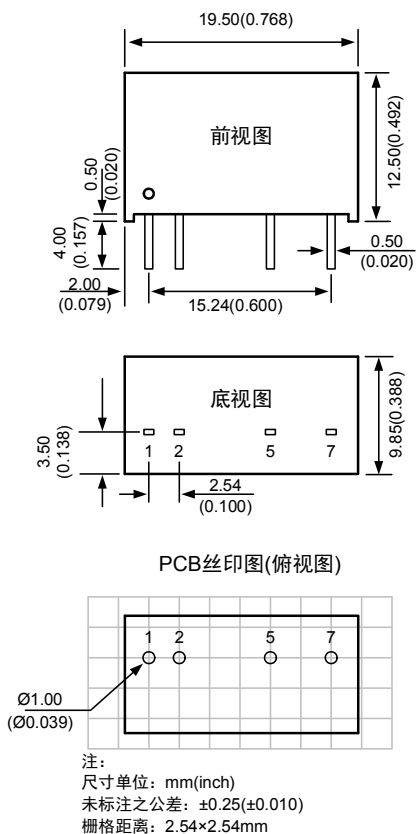 19.50(0.768)
前视图
12.50(0.492)
0.50
(0.020)
4.00
(0.157)
0.50
(0.020)
2.00
(0.079)
15.24(0.600)
底视图
9.85(0.388)
3.50
(0.138)
1 2 5 7
2.54
(0.100)
PCB丝印图(俯视图)
1 2 5 7
Ø1.00
(Ø0.039)
注：
尺寸单位：mm(inch)
未标注之公差：±0.25(±0.010)
栅格距离：2.54×2.54mm